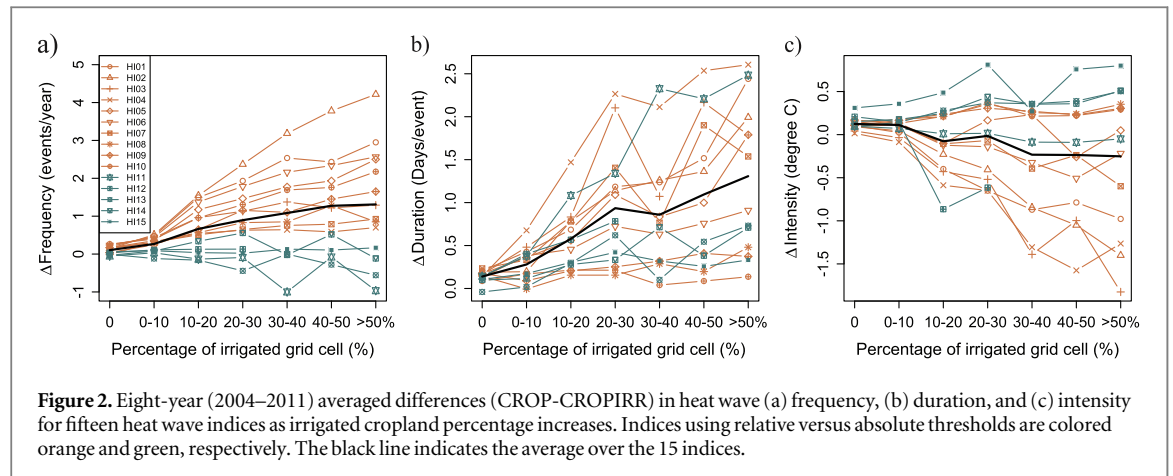 a)
b)
c)
5
4
3
2
1
0
-1
ΔFrequency (events/year)
HI01
HI02
HI03
HI04
HI05
HI06
HI07
HI08
HI09
HI10
HI11
HI12
HI13
HI14
HI15
0 0-10 10-20 20-30 30-40 40-50 >50%
Percentage of irrigated grid cell (%)
2.5
2.0
1.5
1.0
0.5
0.0
Δ Duration (Days/event)
0 0-10 10-20 20-30 30-40 40-50 >50%
Percentage of irrigated grid cell (%)
0.5
0.0
-0.5
-1.0
-1.5
Δ Intensity (degree C)
0 0-10 10-20 20-30 30-40 40-50 >50%
Percentage of irrigated grid cell (%)
Figure 2. Eight-year (2004–2011) averaged differences (CROP-CROPIRR) in heat wave (a) frequency, (b) duration, and (c) intensity
for fifteen heat wave indices as irrigated cropland percentage increases. Indices using relative versus absolute thresholds are colored
orange and green, respectively. The black line indicates the average over the 15 indices.